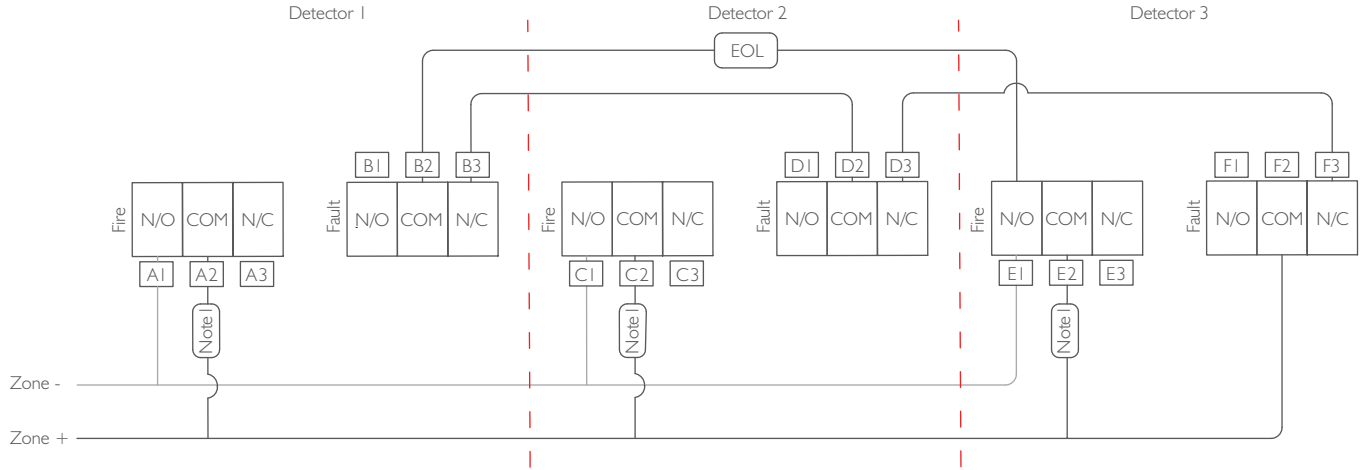 Detector 1
Detector 2
Detector 3
EOL
B1 B2 B3
D1 D2 D3
F1 F2 F3
Fire
N/O COM N/C
Fault
N/O COM N/C
Fire
N/O COM N/C
Fault
N/O COM N/C
Fire
N/O COM N/C
Fault
N/O COM N/C
A1 A2 A3
C1 C2 C3
E1 E2 E3
Note 1
Note 1
Note 1
Zone -
Zone +